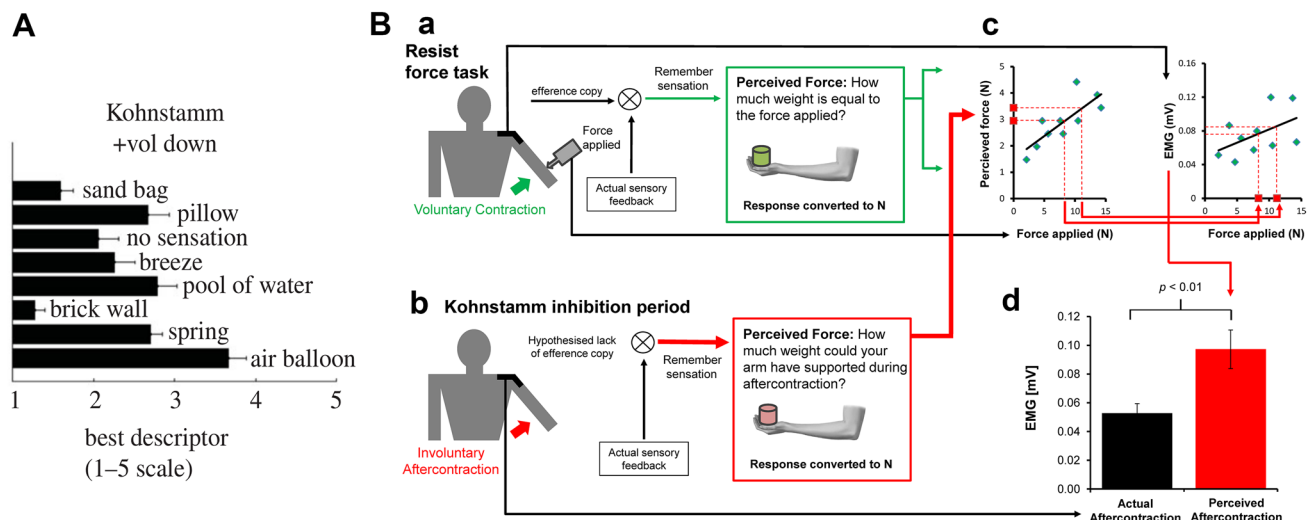 A
Kohnstamm
+vol down
sand bag
pillow
no sensation
breeze
pool of water
brick wall
spring
air balloon
1 2 3 4 5
best descriptor
(1–5 scale)
B
a
Resist
force task
efference copy
Force
applied
Actual sensory
feedback
Voluntary Contraction
Remember
sensation
Perceived Force: How
much weight is equal to
the force applied?
Response converted to N
b
Kohnstamm inhibition period
Hypothesised lack
of efference copy
Remember
sensation
Actual sensory
feedback
Involuntary
Aftercontraction
Perceived Force: How
much weight could your
arm have supported during
aftercontraction?
Response converted to N
c
Percieved force (N)
5
4
3
2
1
0
0 5 10 15
Force applied (N)
EMG (mV)
0.16
0.12
0.08
0.04
0
0 5 10 15
Force applied (N)
d
p < 0.01
EMG [mV]
0.12
0.10
0.08
0.06
0.04
0.02
0.00
Actual
Aftercontraction
Perceived
Aftercontraction